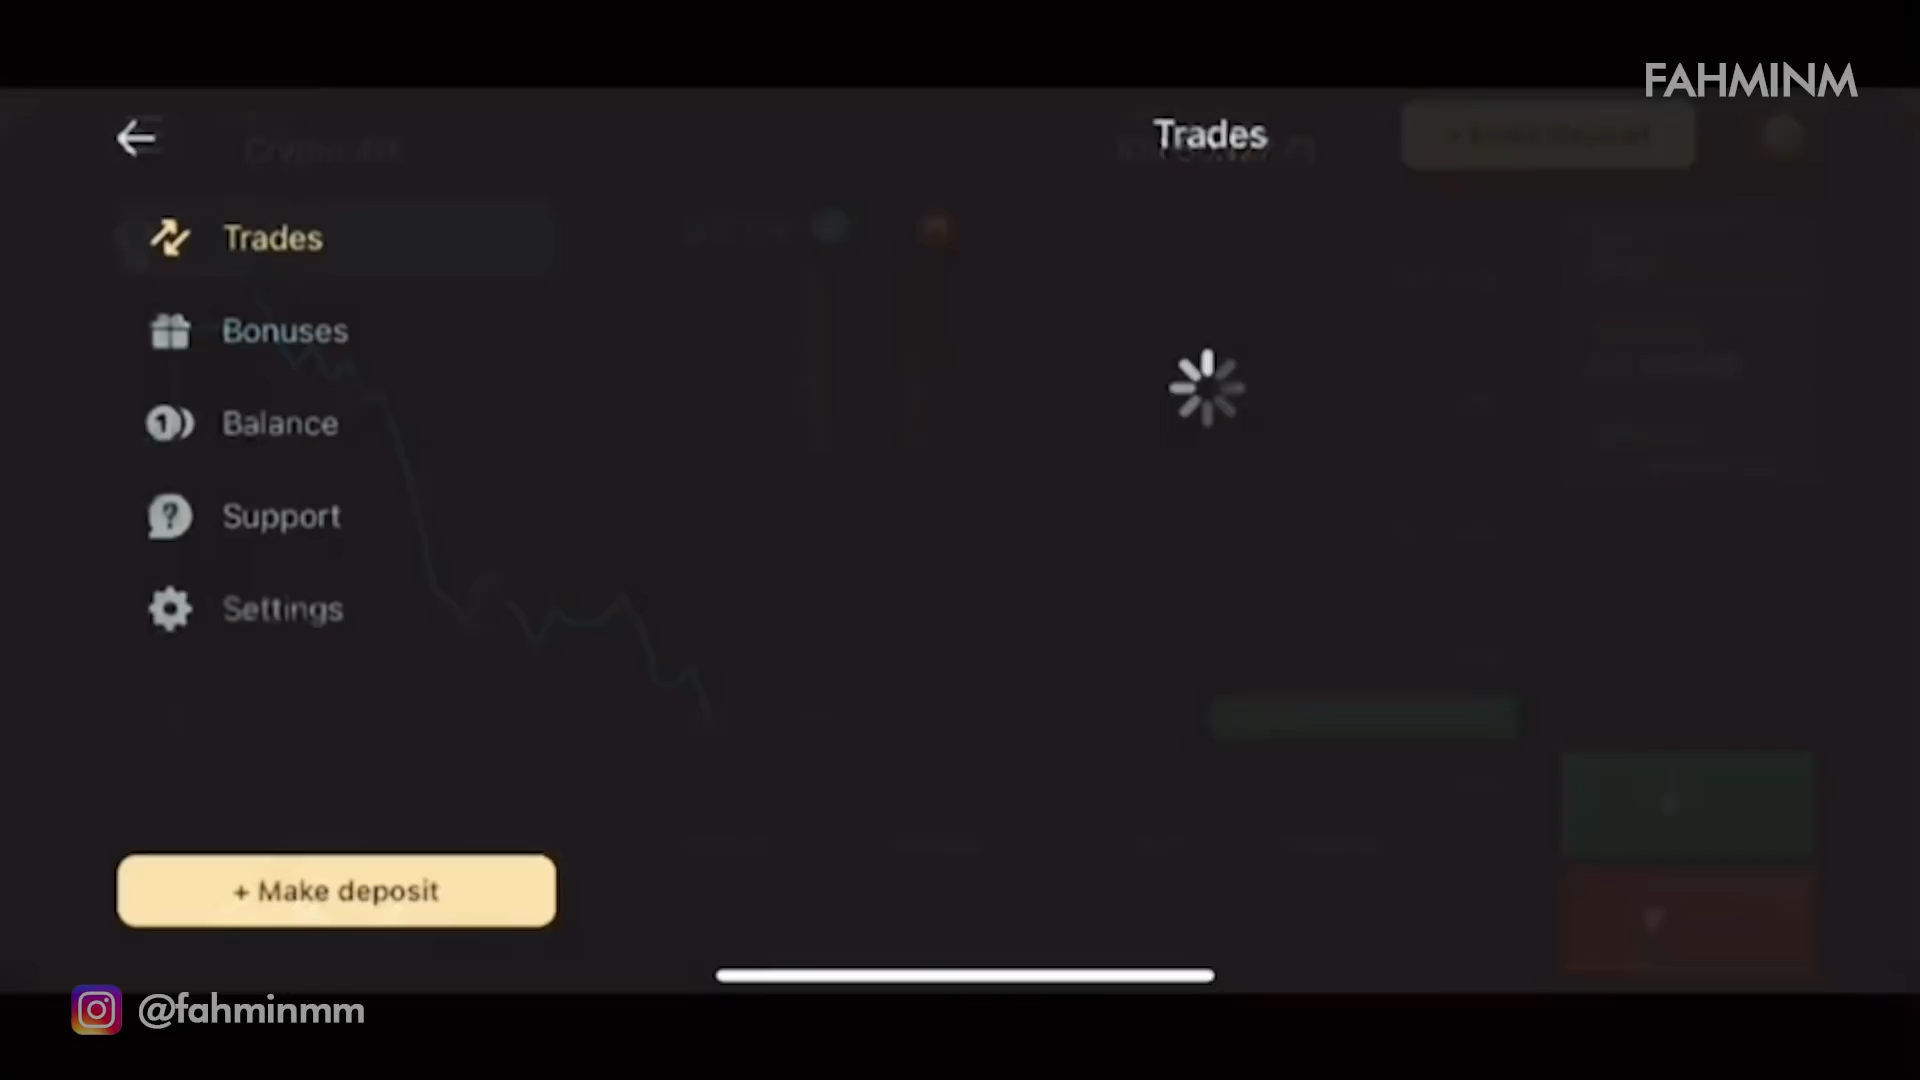 FAHMINM
Trades
Trades
Bonuses
Balance
Support
Settings
+ Make deposit
@fahminmm